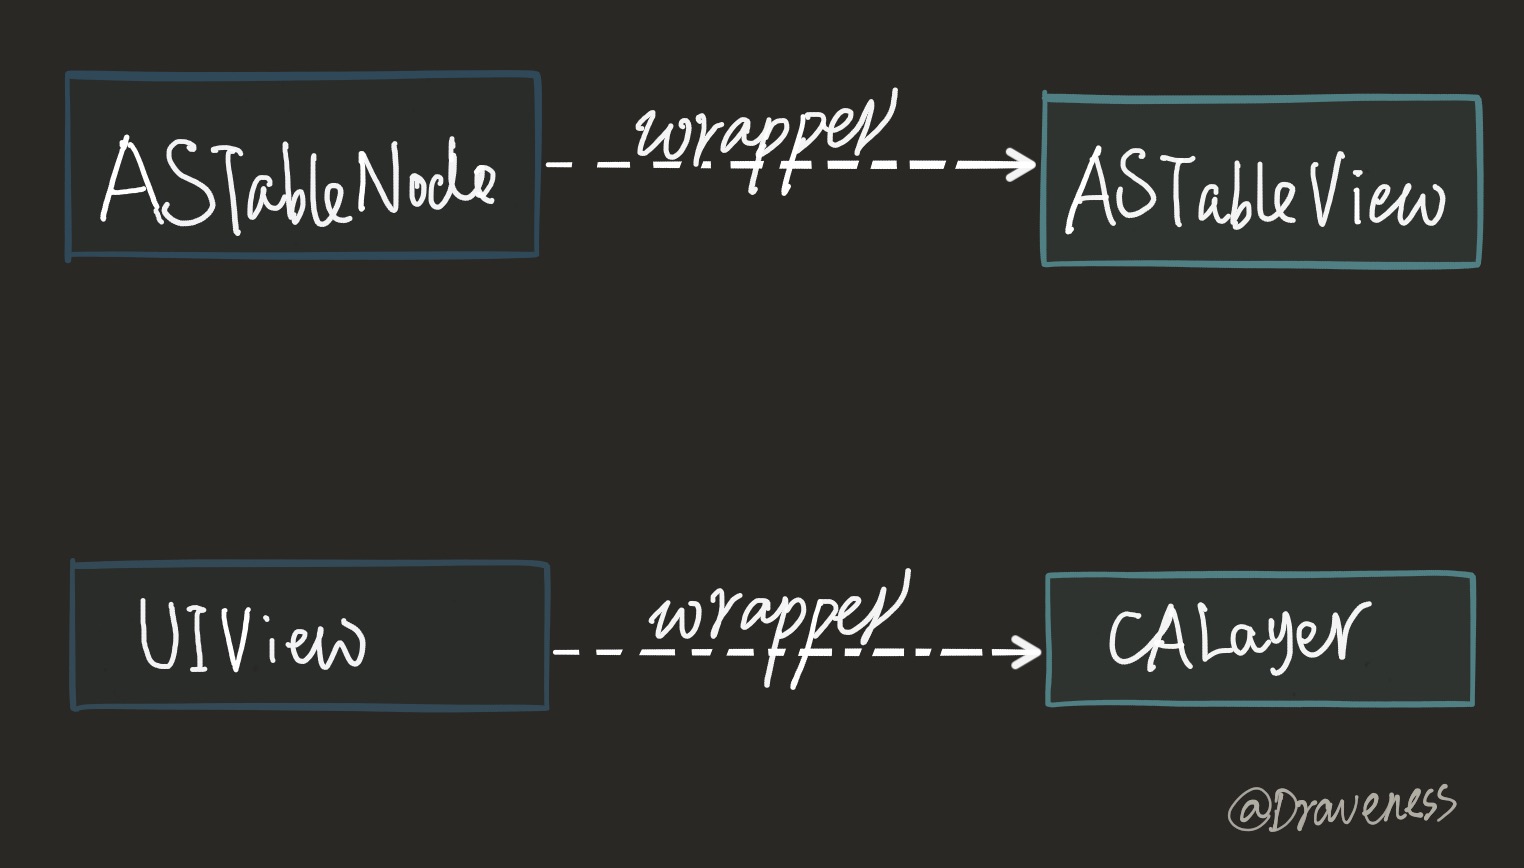 ASTableNode
wrapper
ASTableView
UIView
wrapper
CALayer
@Draveness